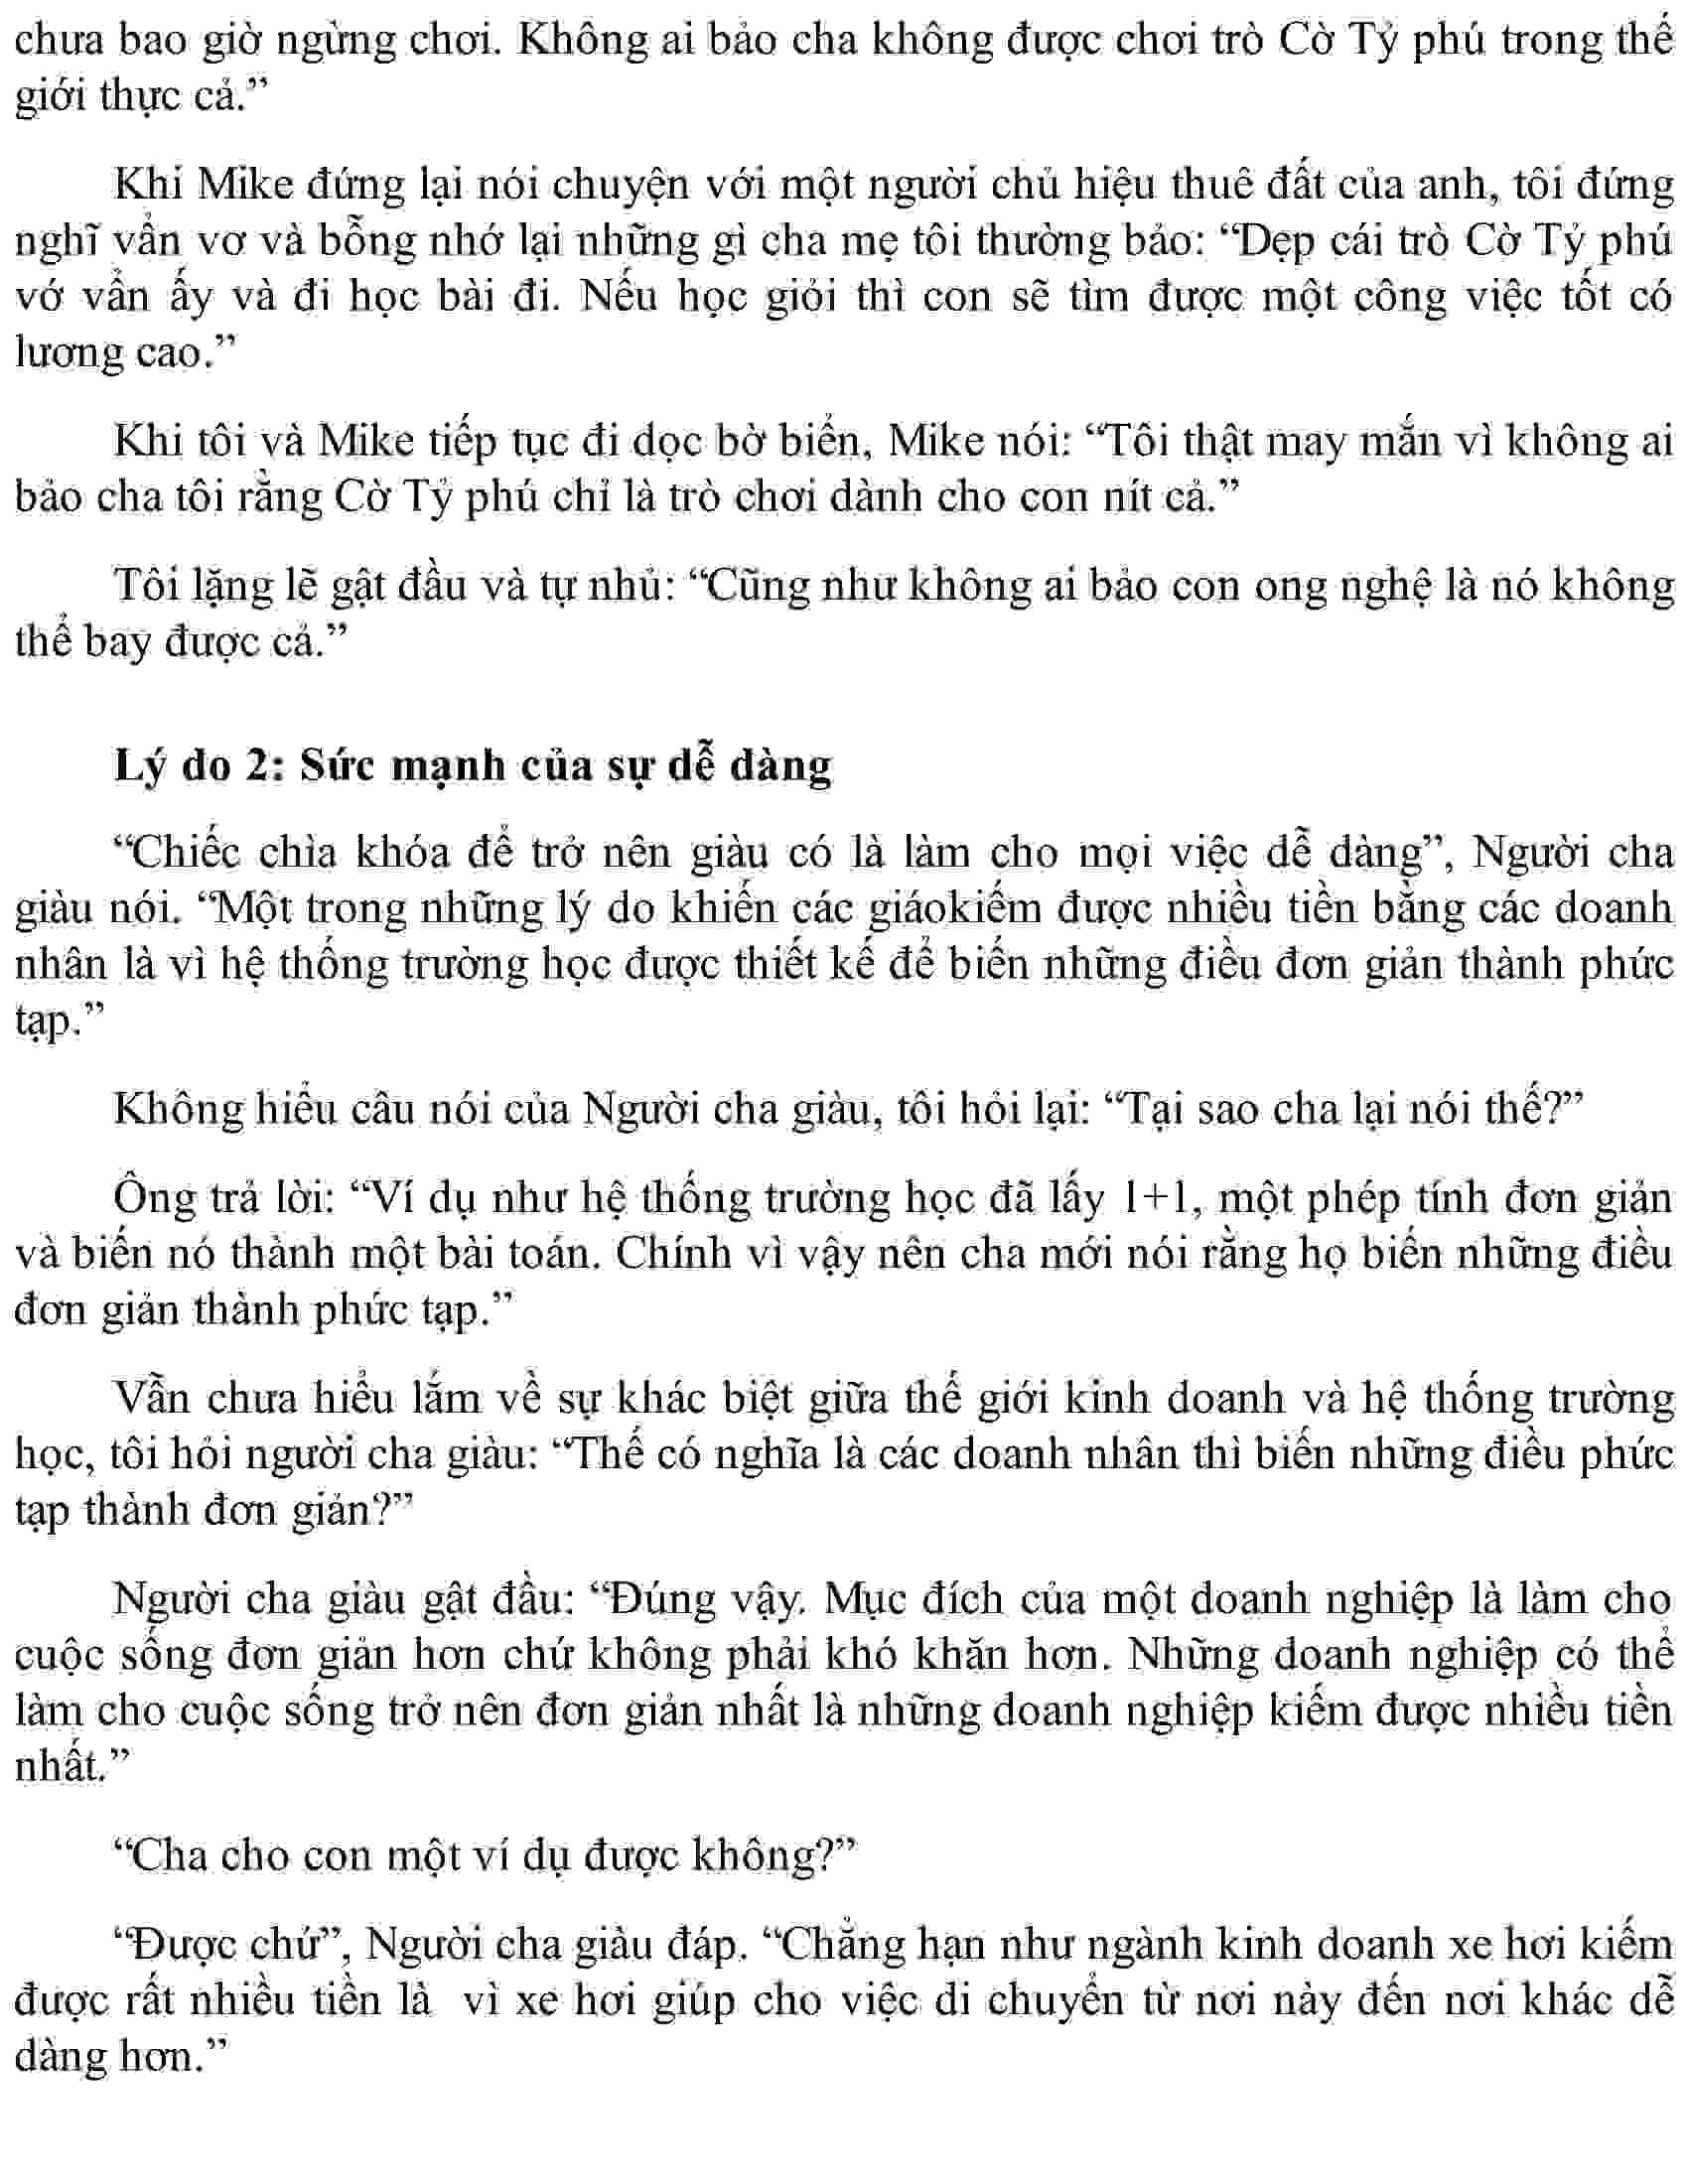 chưa bao giờ ngừng chơi. Không ai bảo cha không được chơi trò Cờ Tỷ phú trong thế
giới thực cả.”
Khi Mike đứng lại nói chuyện với một người chủ hiệu thuê đất của anh, tôi đứng
nghĩ vẩn vơ và bỗng nhớ lại những gì cha mẹ tôi thường bảo: “Dẹp cái trò Cờ Tỷ phú
vớ vẩn ấy và đi học bài đi. Nếu học giỏi thì con sẽ tìm được một công việc tốt có
lương cao.”
Khi tôi và Mike tiếp tục đi dọc bờ biển, Mike nói: “Tôi thật may mắn vì không ai
bảo cha tôi rằng Cờ Tỷ phú chỉ là trò chơi dành cho con nít cả.”
Tôi lặng lẽ gật đầu và tự nhủ: “Cũng như không ai bảo con ong nghệ là nó không
thể bay được cả.”
Lý do 2: Sức mạnh của sự dễ dàng
“Chiếc chìa khóa để trở nên giàu có là làm cho mọi việc dễ dàng”, Người cha
giàu nói. “Một trong những lý do khiến các giáokiếm được nhiều tiền bằng các doanh
nhân là vì hệ thống trường học được thiết kế để biến những điều đơn giản thành phức
tạp.”
Không hiểu câu nói của Người cha giàu, tôi hỏi lại: “Tại sao cha lại nói thế?”
Ông trả lời: “Ví dụ như hệ thống trường học đã lấy 1+1, một phép tính đơn giản
và biến nó thành một bài toán. Chính vì vậy nên cha mới nói rằng họ biến những điều
đơn giản thành phức tạp.”
Vẫn chưa hiểu lắm về sự khác biệt giữa thế giới kinh doanh và hệ thống trường
học, tôi hỏi người cha giàu: “Thế có nghĩa là các doanh nhân thì biến những điều phức
tạp thành đơn giản?”
Người cha giàu gật đầu: “Đúng vậy. Mục đích của một doanh nghiệp là làm cho
cuộc sống đơn giản hơn chứ không phải khó khăn hơn. Những doanh nghiệp có thể
làm cho cuộc sống trở nên đơn giản nhất là những doanh nghiệp kiếm được nhiều tiền
nhất.”
“Cha cho con một ví dụ được không?”
“Được chứ”, Người cha giàu đáp. “Chẳng hạn như ngành kinh doanh xe hơi kiếm
được rất nhiều tiền là vì xe hơi giúp cho việc di chuyển từ nơi này đến nơi khác dễ
dàng hơn.”